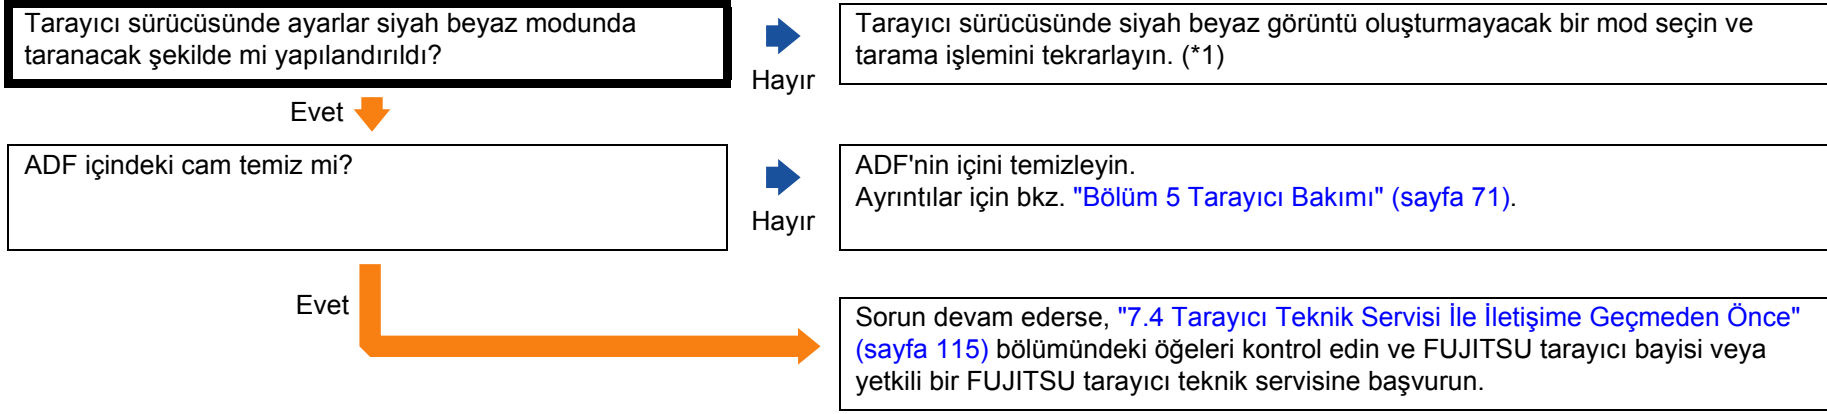 Tarayıcı sürücüsünde ayarlar siyah beyaz modunda
taranacak şekilde mi yapılandırıldı?
Hayır
Tarayıcı sürücüsünde siyah beyaz görüntü oluşturmayacak bir mod seçin ve
tarama işlemini tekrarlayın. (*1)
Evet
ADF içindeki cam temiz mi?
Hayır
ADF'nin içini temizleyin.
Ayrıntılar için bkz. "Bölüm 5 Tarayıcı Bakımı" (sayfa 71).
Evet
Sorun devam ederse, "7.4 Tarayıcı Teknik Servisi İle İletişime Geçmeden Önce"
(sayfa 115) bölümündeki öğeleri kontrol edin ve FUJITSU tarayıcı bayisi veya
yetkili bir FUJITSU tarayıcı teknik servisine başvurun.